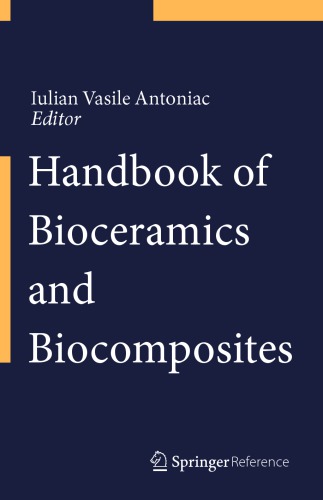 Iulian Vasile Antoniac
Editor
Handbook of
Bioceramics
and
Biocomposites
Springer Reference